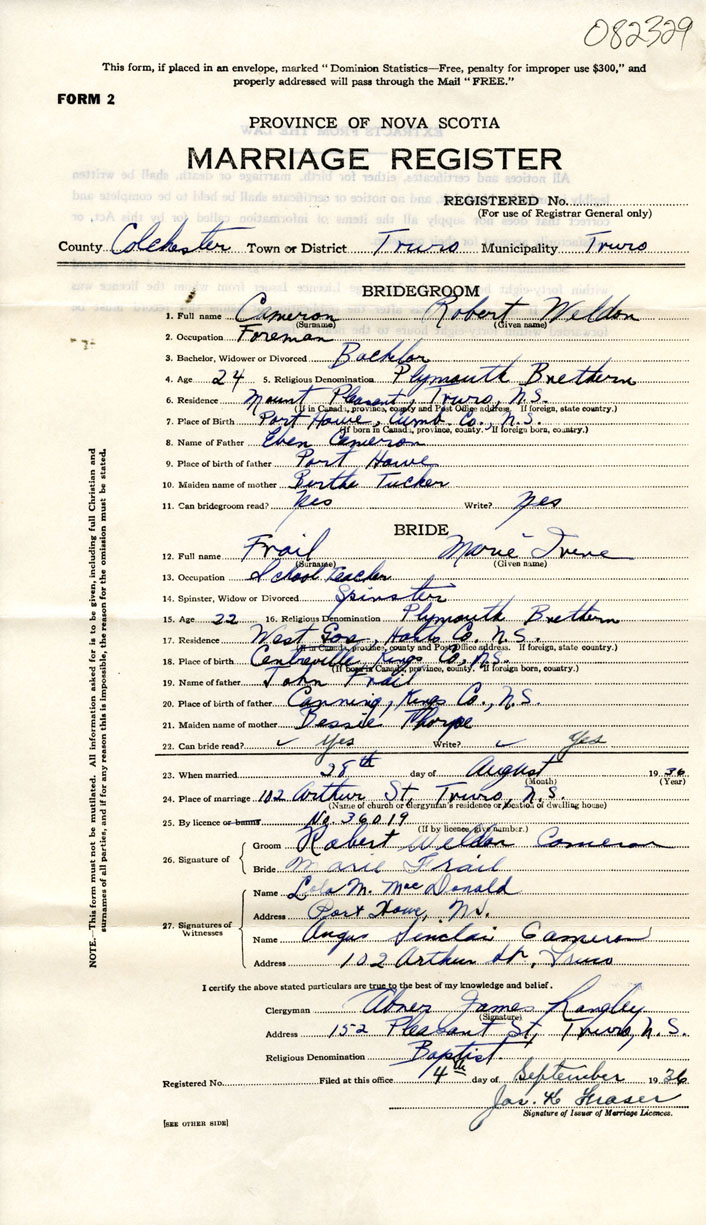 082329
This form, if placed in an envelope, marked "Dominion Statistics—Free, penalty for improper use $300," and
properly addressed will pass through the Mail "FREE."
FORM 2
PROVINCE OF NOVA SCOTIA
MARRIAGE REGISTER
REGISTERED No.
(For use of Registrar General only)
County Colchester Town or District Truro Municipality Truro
BRIDEGROOM
1. Full name Cameron Robert Weldon
(Surname) (Given name)
2. Occupation Foreman
3. Bachelor, Widower or Divorced Bachelor
4. Age 24 5. Religious Denomination Plymouth Brethern
6. Residence Mount Pleasant, Truro, N.S.
(If in Canada, province, county and Post Office address. If foreign, state country.)
7. Place of Birth Port Howe, Cumb. Co., N.S.
(If born in Canada, province, county. If foreign born, country.)
8. Name of Father Eben Cameron
9. Place of birth of father Port Howe
10. Maiden name of mother Bertha Tucker
11. Can bridegroom read? Yes Write? Yes
BRIDE
12. Full name Frail Marie Irene
(Surname) (Given name)
13. Occupation School Teacher
14. Spinster, Widow or Divorced Spinster
15. Age 22 16. Religious Denomination Plymouth Brethern
17. Residence West Gore, Hants Co. N.S.
(If in Canada, province, county and Post Office address. If foreign, state country.)
18. Place of birth Centreville, Kings Co., N.S.
(If born in Canada, province, county. If foreign born, country.)
19. Name of father John Frail
20. Place of birth of father Canning, Kings Co., N.S.
21. Maiden name of mother Bessie Thorpe
22. Can bride read? Yes Write? Yes
23. When married 28th day of August 1936
(Month) (Year)
24. Place of marriage 102 Arthur St, Truro, N.S.
(Name of church or clergyman's residence or location of dwelling house)
25. By licence or banns No. 36019
(If by licence, give number.)
26. Signature of
Groom Robert Weldon Cameron
Bride Marie Frail
27. Signatures of Witnesses
Name Lola M. MacDonald
Address Port Howe, N.S.
Name Angus Sinclair Cameron
Address 102 Arthur St, Truro
I certify the above stated particulars are true to the best of my knowledge and belief.
Clergyman Abner James Langley
(Signature)
Address 152 Pleasant St, Truro, N.S.
Religious Denomination Baptist
Registered No. Filed at this office 4th day of September 1936
Jas. K Fraser
Signature of Issuer of Marriage Licences.
[SEE OTHER SIDE]
NOTE.—This form must not be mutilated. All information asked for is to be given, including full Christian and
surnames of all parties, and if for any reason this is impossible, the reason for the omission must be stated.